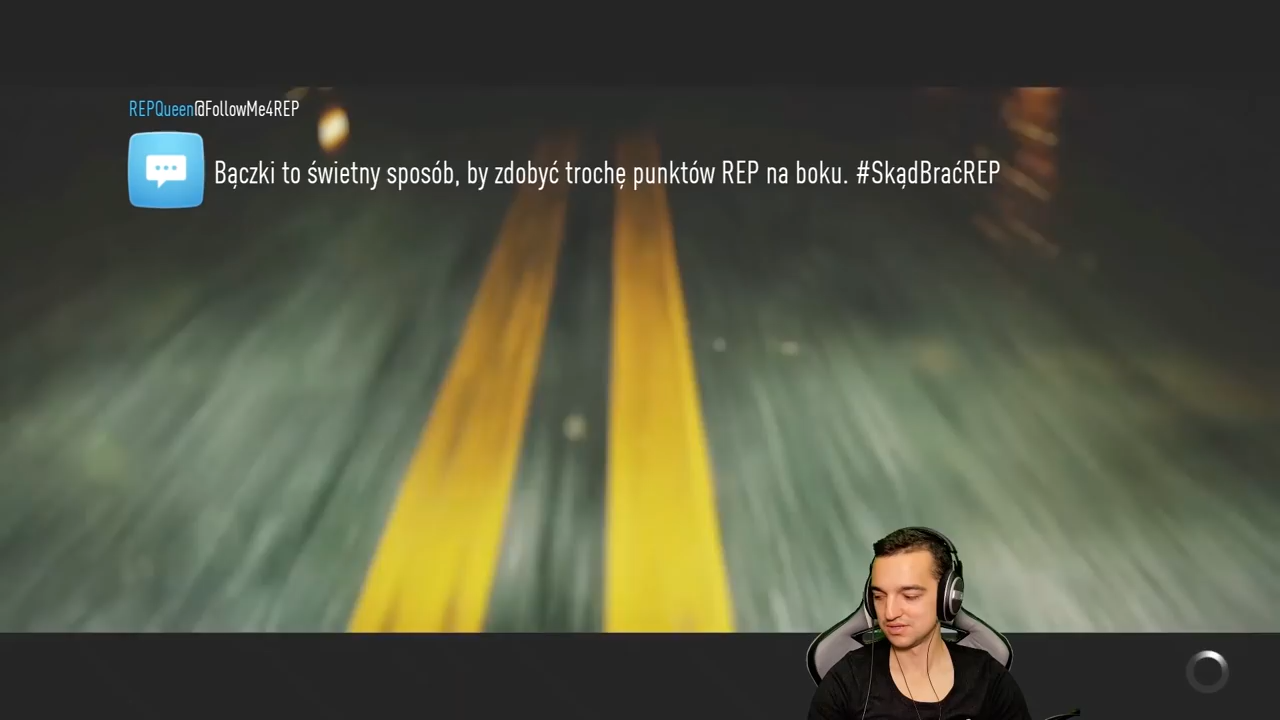 REPQueen@FollowMe4REP
Bączki to świetny sposób, by zdobyć trochę punktów REP na boku. #SkądBraćREP